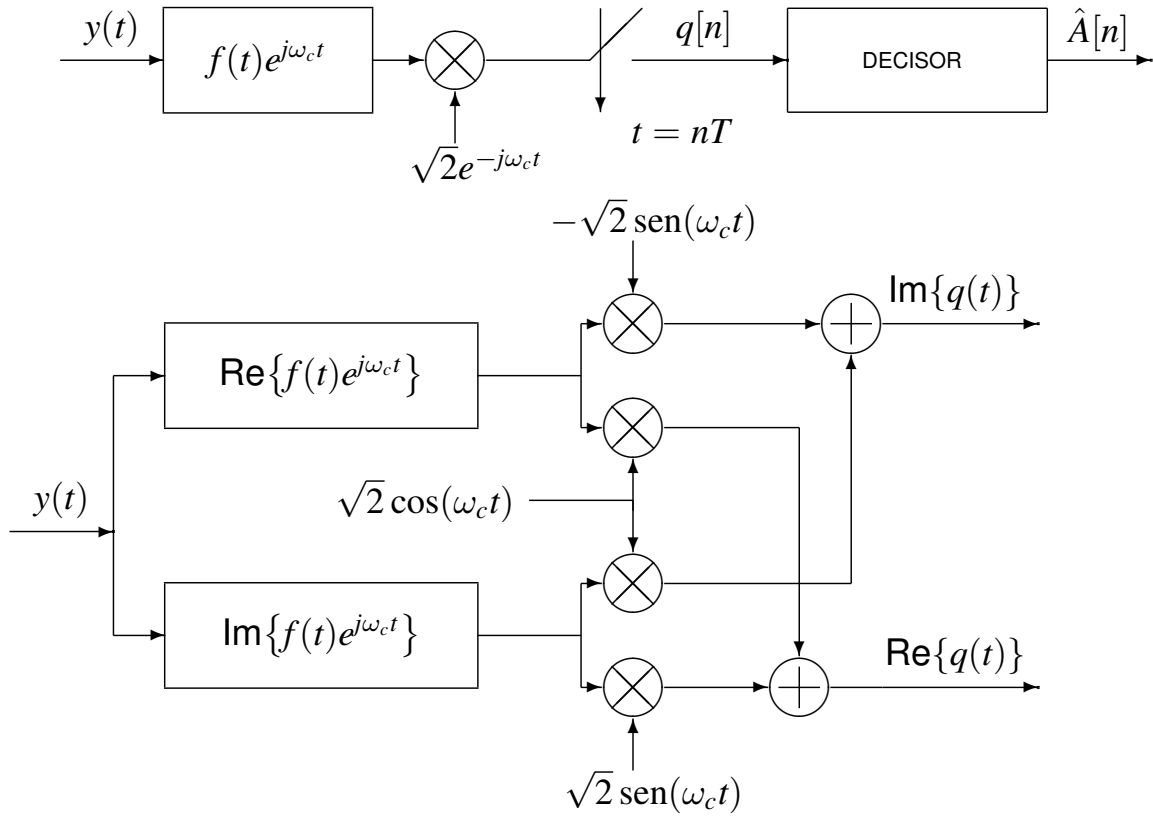 y(t)
f(t)e^{jω_c t}
√2e^{−jω_c t}
t = nT
q[n]
DECISOR
Â[n]
−√2 sen(ω_c t)
Im{q(t)}
Re{f(t)e^{jω_c t}}
y(t)
√2 cos(ω_c t)
Im{f(t)e^{jω_c t}}
Re{q(t)}
√2 sen(ω_c t)